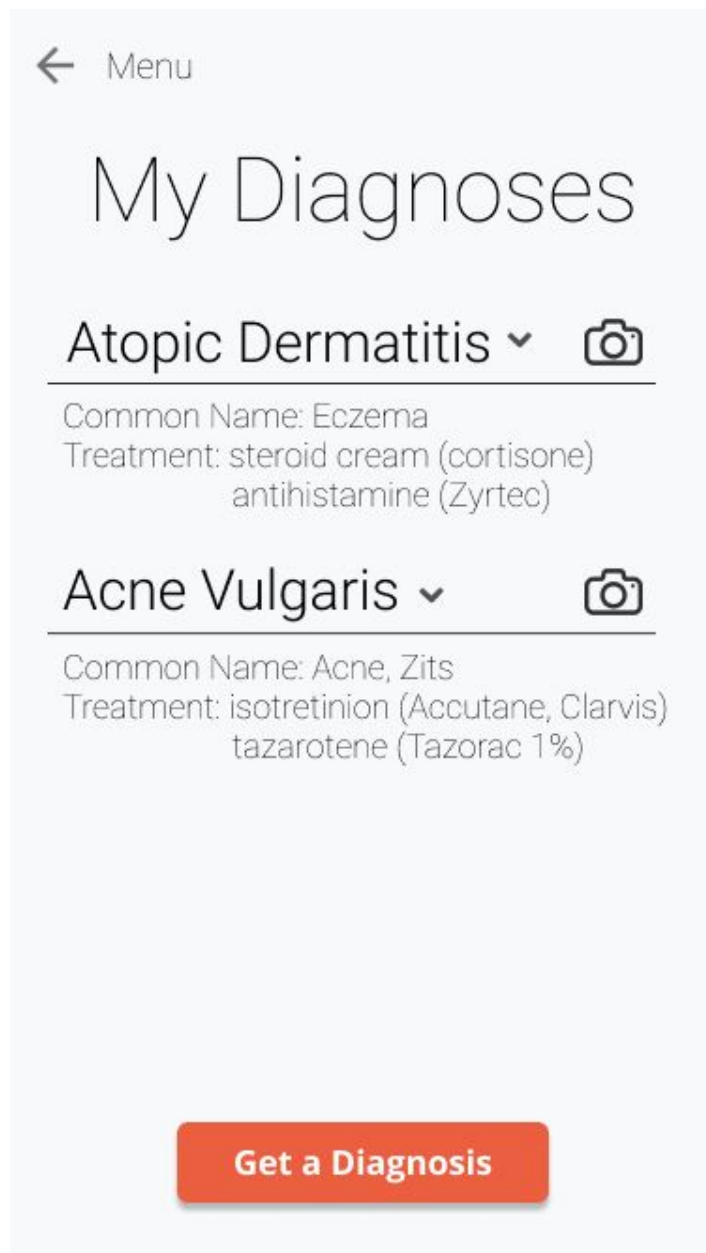 Menu
My Diagnoses
Atopic Dermatitis
Common Name: Eczema
Treatment: steroid cream (cortisone)
antihistamine (Zyrtec)
Acne Vulgaris
Common Name: Acne, Zits
Treatment: isotretinion (Accutane, Clarvis)
tazarotene (Tazorac 1%)
Get a Diagnosis